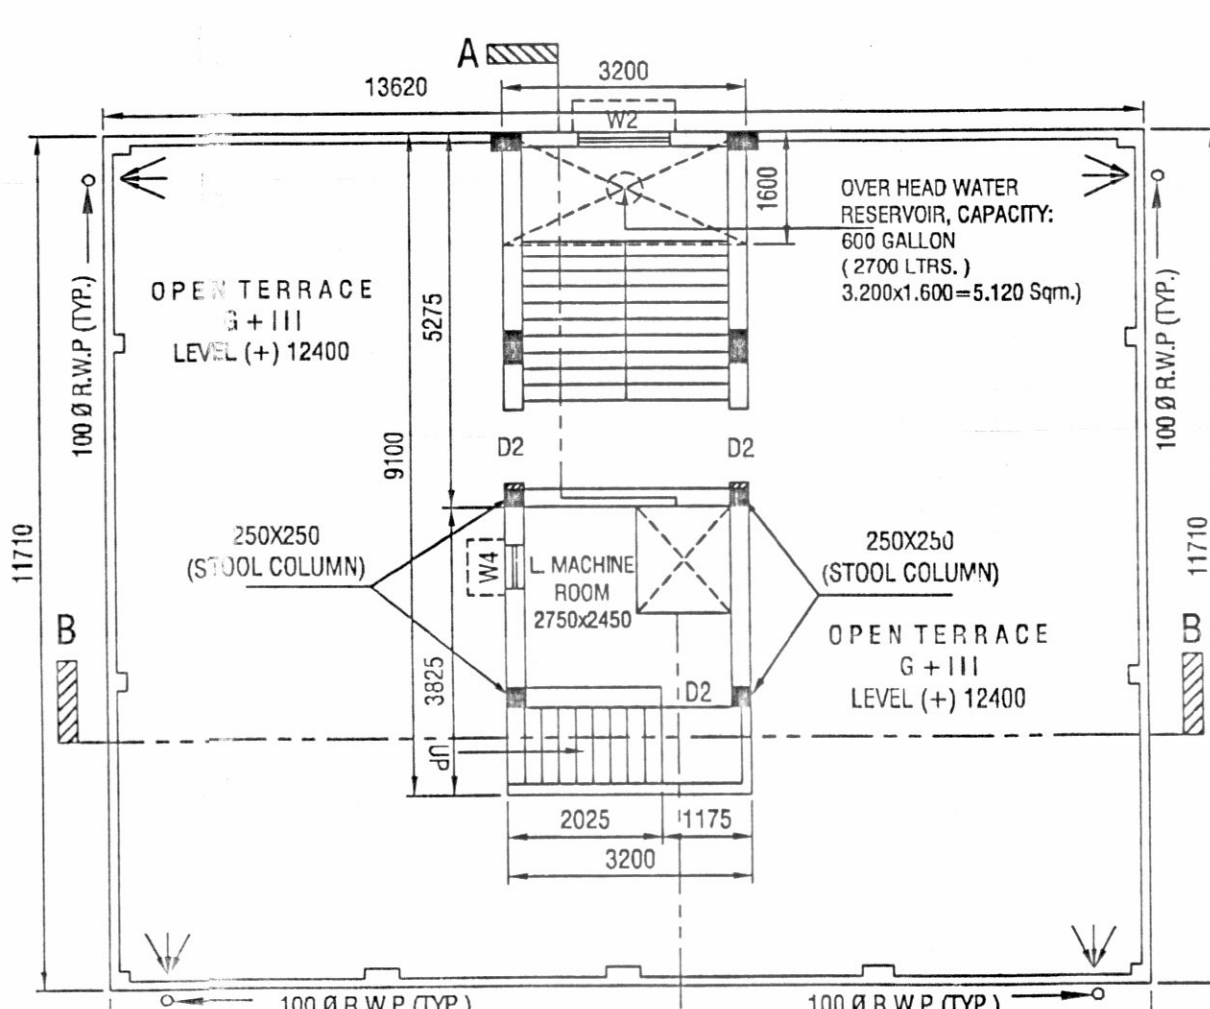 A
13620
3200
W2
1600
OVER HEAD WATER
RESERVOIR, CAPACITY:
600 GALLON
( 2700 LTRS. )
3.200x1.600=5.120 Sqm.)
OPEN TERRACE
G + III
LEVEL (+) 12400
100 Ø R.W.P (TYP.)
100 Ø R.W.P (TYP.)
5275
9100
D2
D2
11710
11710
250X250
(STOOL COLUMN)
W4
L. MACHINE
ROOM
2750x2450
250X250
(STOOL COLUMN)
B
B
OPEN TERRACE
G + III
LEVEL (+) 12400
3825
D2
UP
2025
1175
3200
100 Ø R.W.P (TYP.)
100 Ø R.W.P (TYP.)